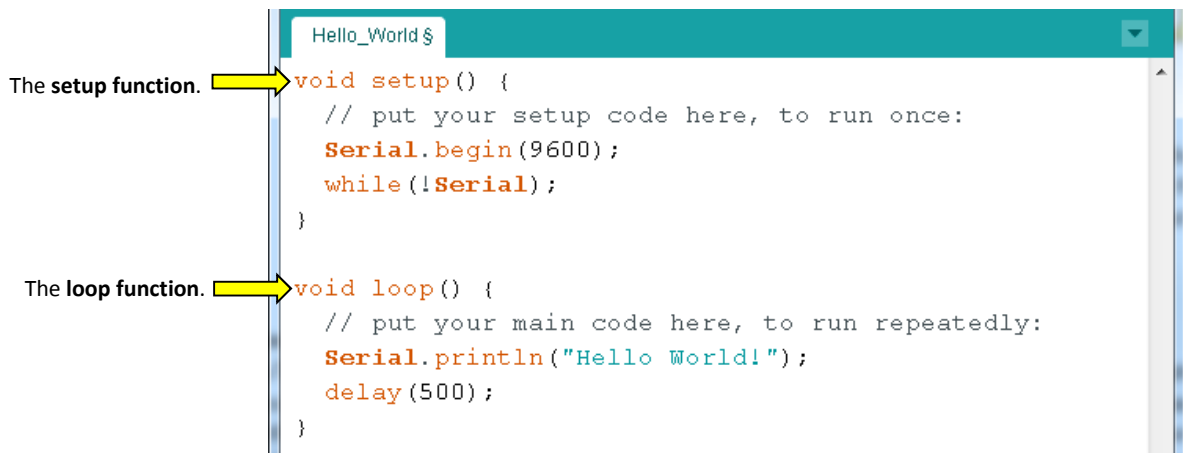 Hello_World §
The setup function.
void setup() {
// put your setup code here, to run once:
Serial.begin(9600);
while(!Serial);
}
The loop function.
void loop() {
// put your main code here, to run repeatedly:
Serial.println("Hello World!");
delay(500);
}